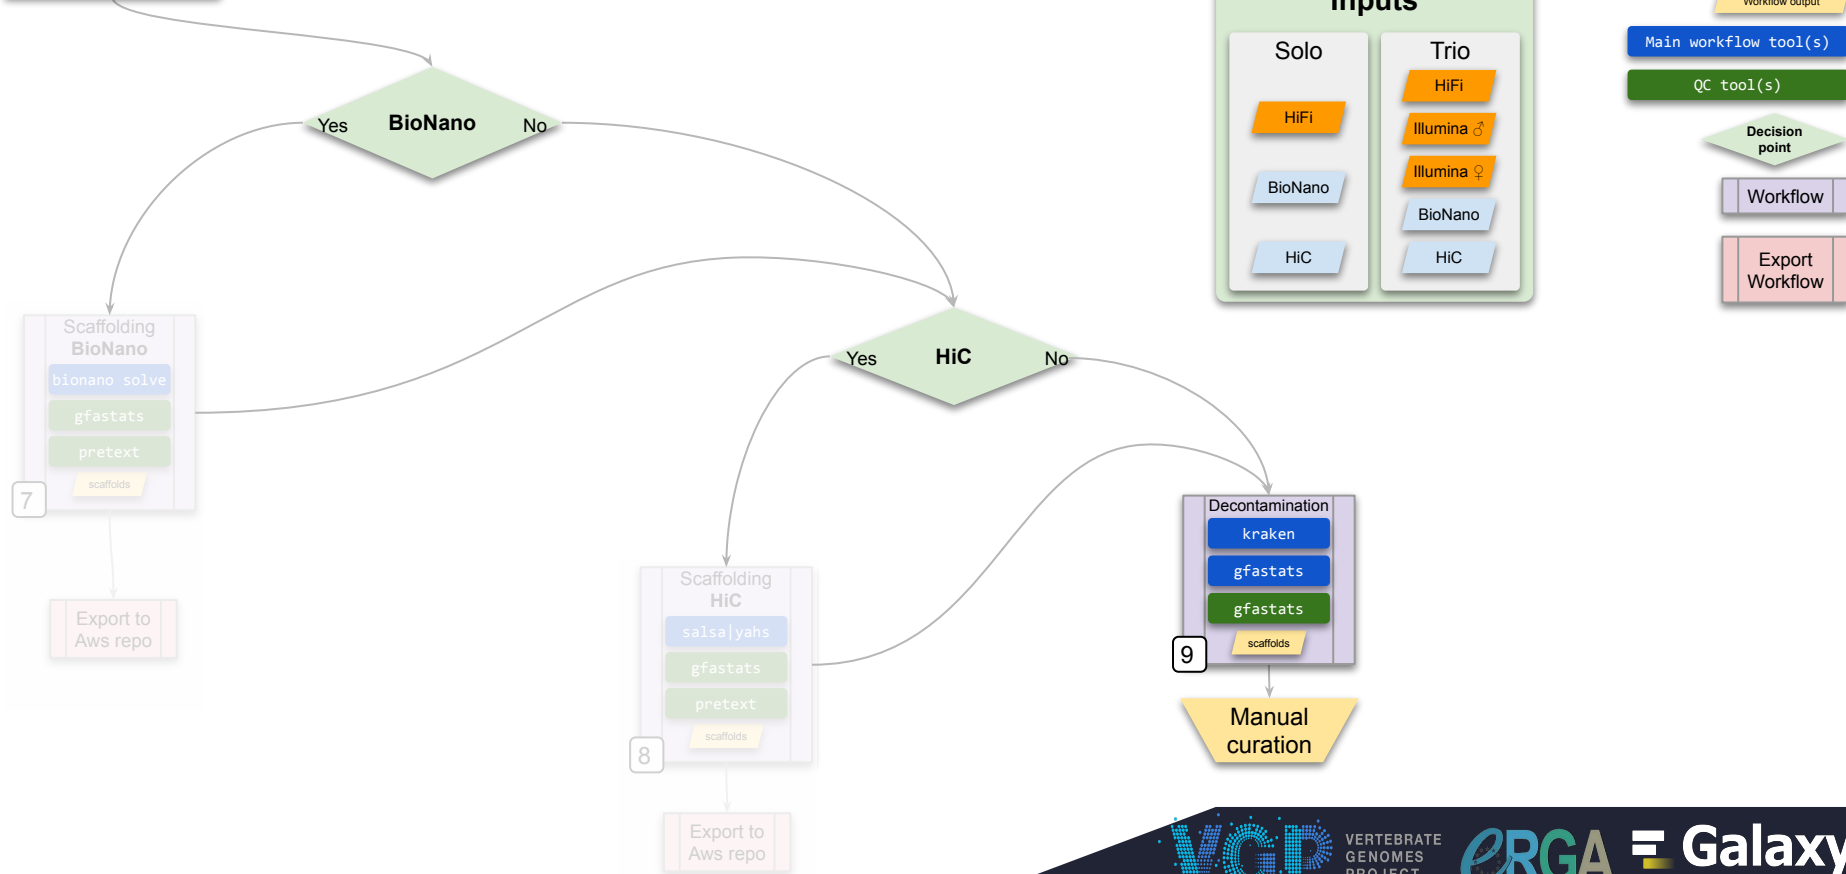 Inputs
Solo
HiFi
BioNano
HiC
Trio
HiFi
Illumina ♂
Illumina ♀
BioNano
HiC
Workflow output
Main workflow tool(s)
QC tool(s)
Decision
point
Workflow
Export
Workflow
Yes
BioNano
No
Scaffolding
BioNano
bionano solve
gfastats
pretext
scaffolds
7
Export to
Aws repo
Yes
HiC
No
Scaffolding
HiC
salsa|yahs
gfastats
pretext
scaffolds
8
Export to
Aws repo
Decontamination
kraken
gfastats
gfastats
scaffolds
9
Manual
curation
VGP
VERTEBRATE
GENOMES
PROJECT
eRGA
Galaxy